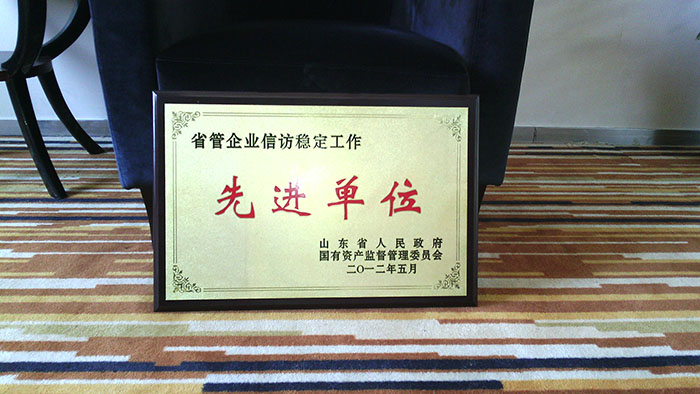 省管企业信访稳定工作
先进单位
山东省人民政府
国有资产监督管理委员会
二〇一二年五月